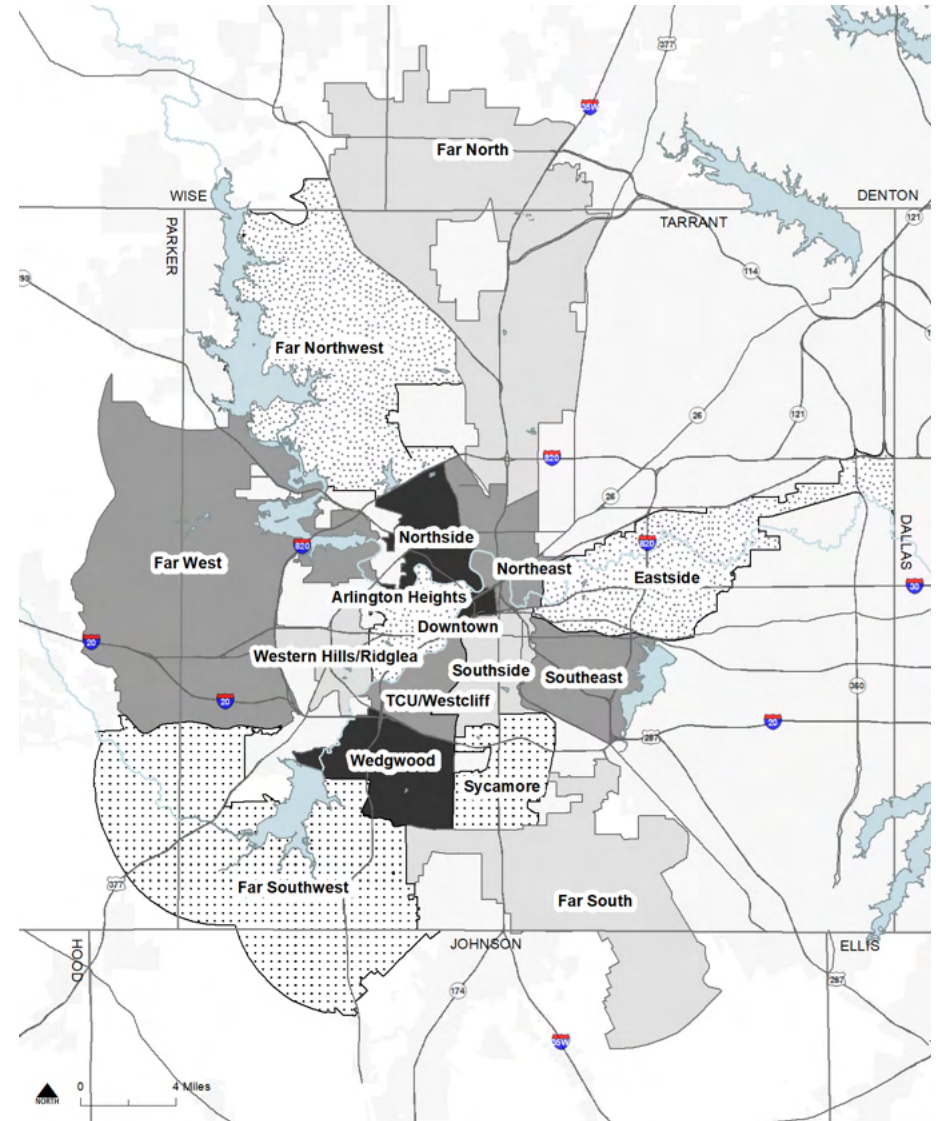 377
35W
Far North
WISE
DENTON
PARKER
TARRANT
121
114
Far Northwest
26
121
820
26
Northside
820
820
Northeast
DALLAS
Far West
Eastside
Arlington Heights
30
Downtown
20
Western Hills/Ridglea
Southside
Southeast
360
20
TCU/Westcliff
20
287
Wedgwood
Sycamore
377
Far Southwest
Far South
HOOD
JOHNSON
ELLIS
174
287
35W
NORTH
0
4 Miles